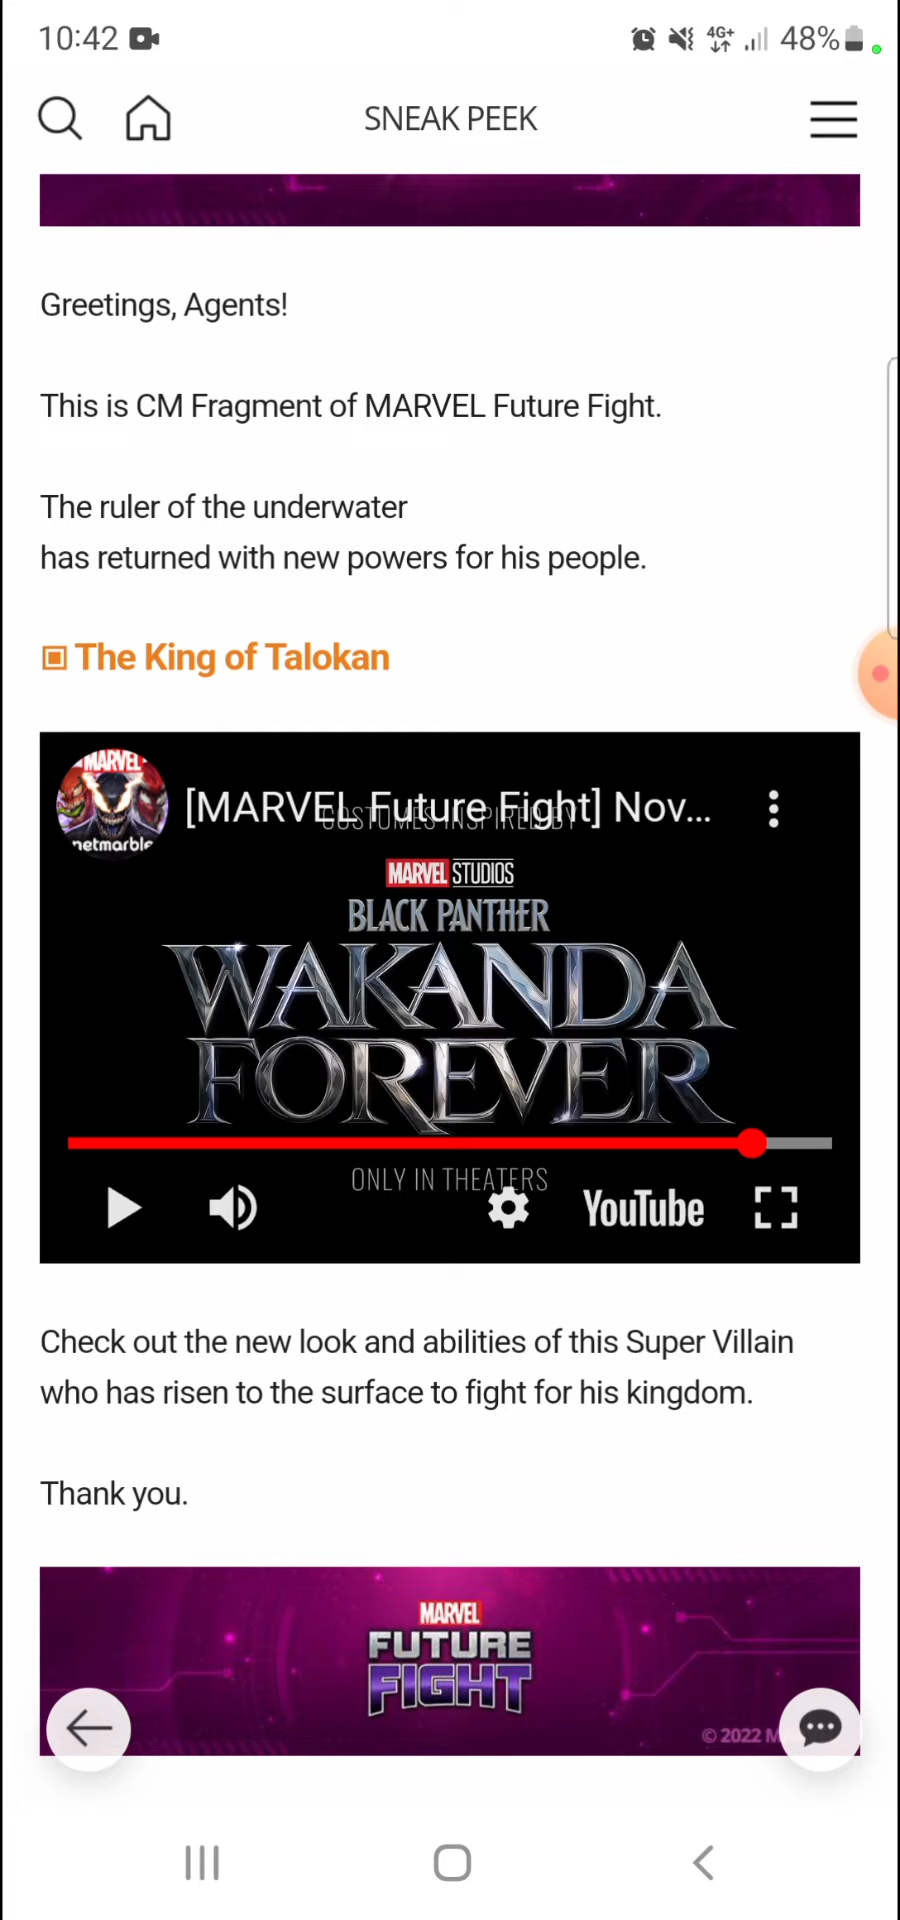 10:42
4G+
48%
SNEAK PEEK
Greetings, Agents!
This is CM Fragment of MARVEL Future Fight.
The ruler of the underwater
has returned with new powers for his people.
The King of Talokan
MARVEL
netmarble
[MARVEL Future Fight] Nov...
COSTUMES INSPIRED BY
MARVEL STUDIOS
BLACK PANTHER
WAKANDA
FOREVER
ONLY IN THEATERS
YouTube
Check out the new look and abilities of this Super Villain
who has risen to the surface to fight for his kingdom.
Thank you.
MARVEL
FUTURE
FIGHT
© 2022